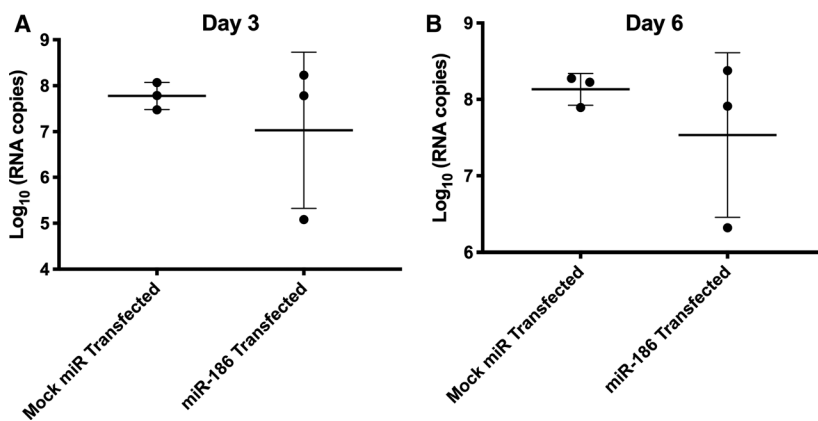 A
Day 3
Log10 (RNA copies)
9
8
7
6
5
4
Mock miR Transfected
miR-186 Transfected
B
Day 6
Log10 (RNA copies)
9
8
7
6
Mock miR Transfected
miR-186 Transfected